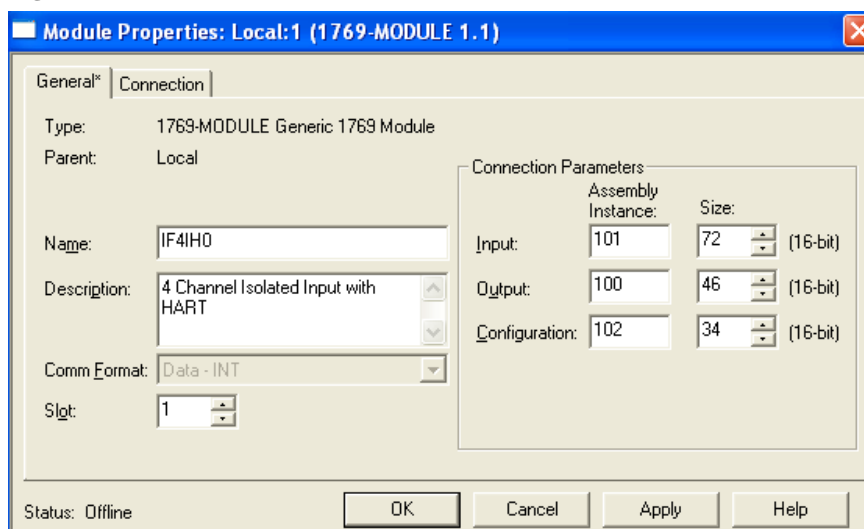 Module Properties: Local:1 (1769-MODULE 1.1)
General* Connection
Type: 1769-MODULE Generic 1769 Module
Parent: Local
Connection Parameters
Assembly Instance: Size:
Name: IF4IH0
Input: 101 72 (16-bit)
Description: 4 Channel Isolated Input with HART
Output: 100 46 (16-bit)
Configuration: 102 34 (16-bit)
Comm Format: Data - INT
Slot: 1
Status: Offline
OK Cancel Apply Help